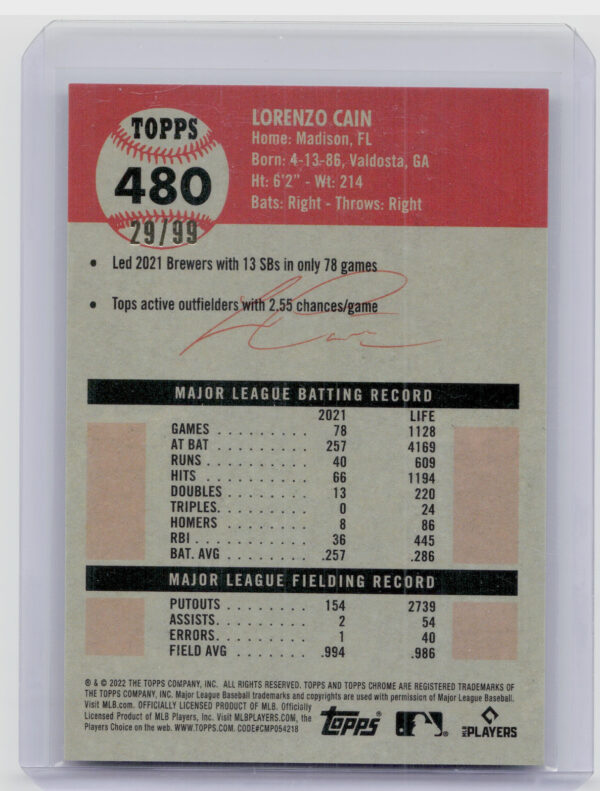 TOPPS
480
29/99
LORENZO CAIN
Home: Madison, FL
Born: 4-13-86, Valdosta, GA
Ht: 6'2" - Wt: 214
Bats: Right - Throws: Right
• Led 2021 Brewers with 13 SBs in only 78 games
• Tops active outfielders with 2.55 chances/game
MAJOR LEAGUE BATTING RECORD
2021 LIFE
GAMES . . . . . . . . . 78 1128
AT BAT . . . . . . . . . 257 4169
RUNS . . . . . . . . . . 40 609
HITS . . . . . . . . . . . 66 1194
DOUBLES . . . . . . . . 13 220
TRIPLES. . . . . . . . . 0 24
HOMERS . . . . . . . . 8 86
RBI . . . . . . . . . . . . 36 445
BAT. AVG . . . . . . . .257 .286
MAJOR LEAGUE FIELDING RECORD
PUTOUTS . . . . . . . . 154 2739
ASSISTS. . . . . . . . . 2 54
ERRORS. . . . . . . . . 1 40
FIELD AVG . . . . . . . .994 .986
® & © 2022 THE TOPPS COMPANY, INC. ALL RIGHTS RESERVED. TOPPS AND TOPPS CHROME ARE REGISTERED TRADEMARKS OF
THE TOPPS COMPANY, INC. Major League Baseball trademarks and copyrights are used with permission of Major League Baseball.
Visit MLB.com. OFFICIALLY LICENSED PRODUCT OF MLB. Officially
Licensed Product of MLB Players, Inc. Visit MLBPLAYERS.COM, the
Players Choice on the web. WWW.TOPPS.COM. CODE#CMP054218
Topps
MLB PLAYERS